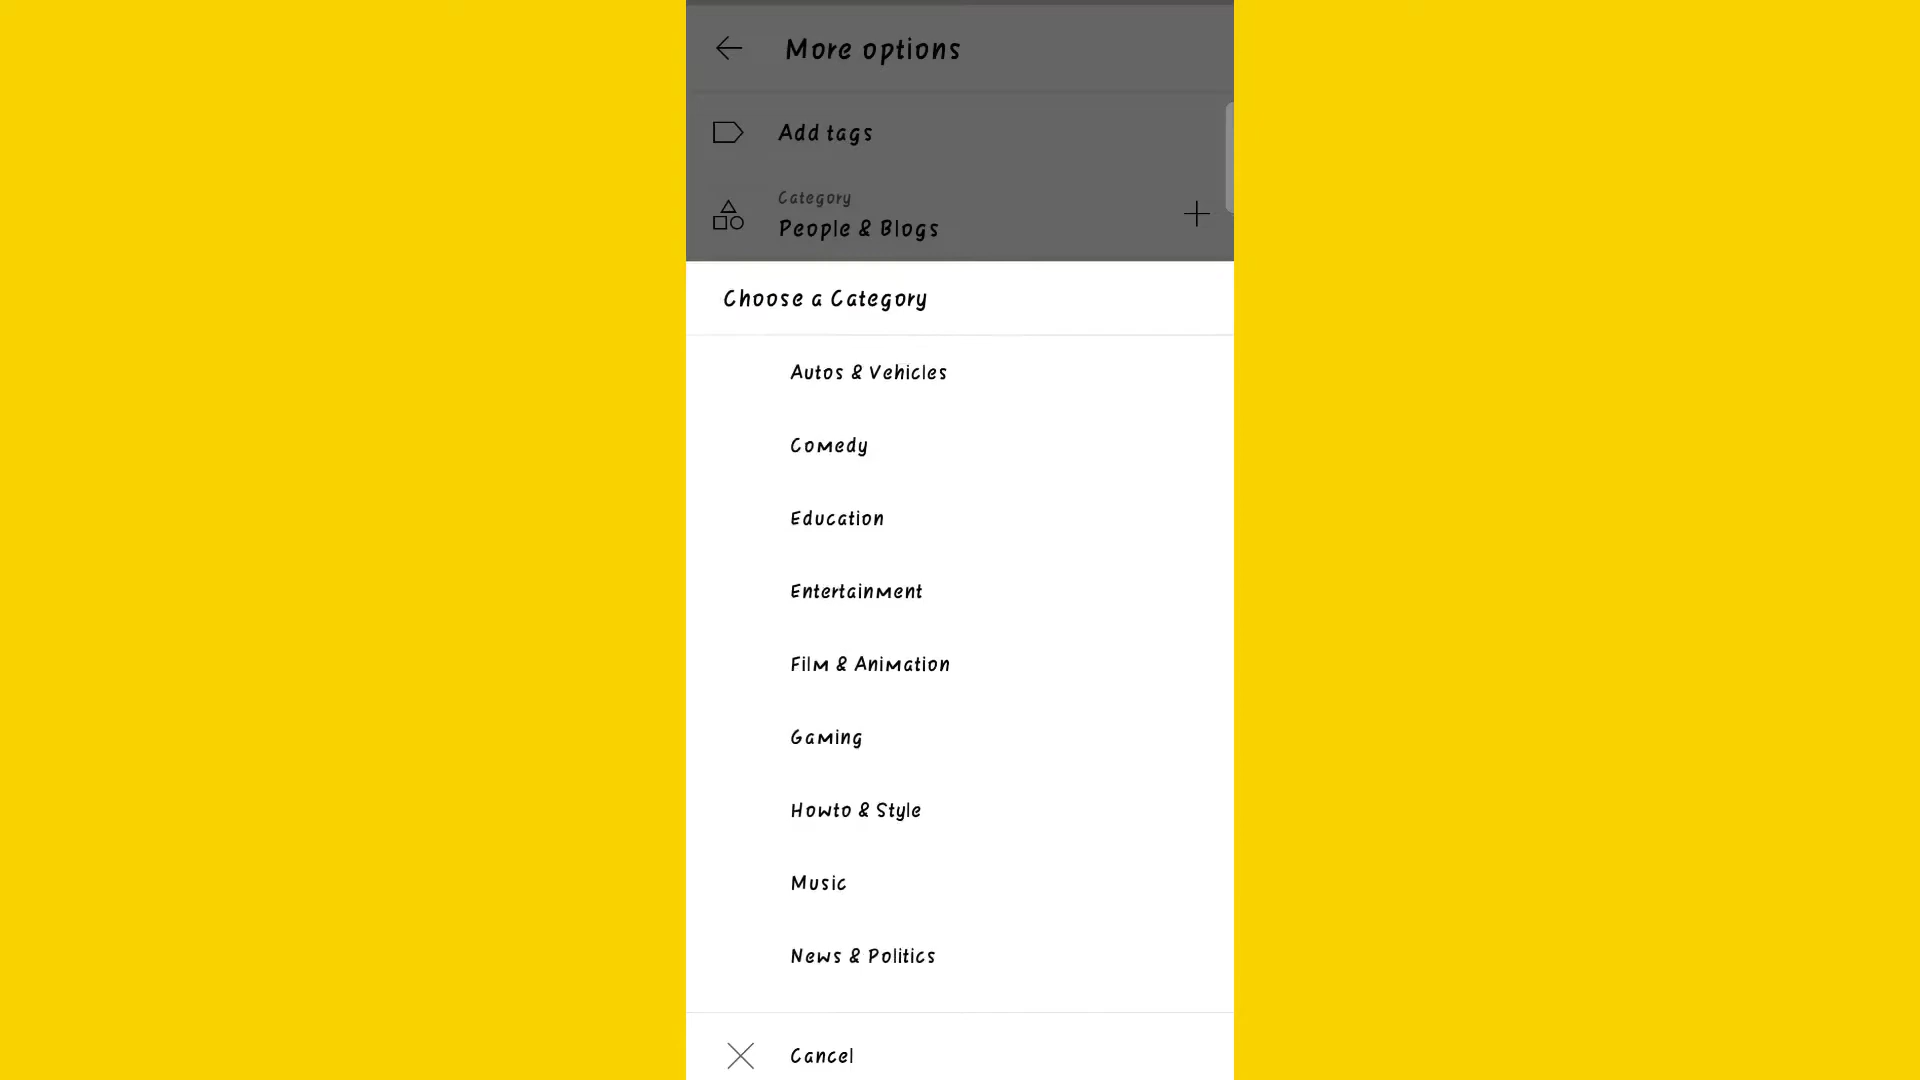 More options
Add tags
Category
People & Blogs
Choose a Category
Autos & Vehicles
Comedy
Education
Entertainment
Film & Animation
Gaming
Howto & Style
Music
News & Politics
Cancel